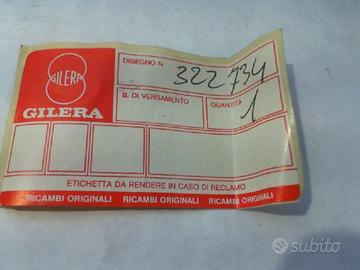 GILERA
GILERA
DISEGNO N. 322734
B. DI VERSAMENTO
QUANTITA 1
ETICHETTA DA RENDERE IN CASO DI RECLAMO
RICAMBI ORIGINALI RICAMBI ORIGINALI RICAMBI ORIGINALI
subito